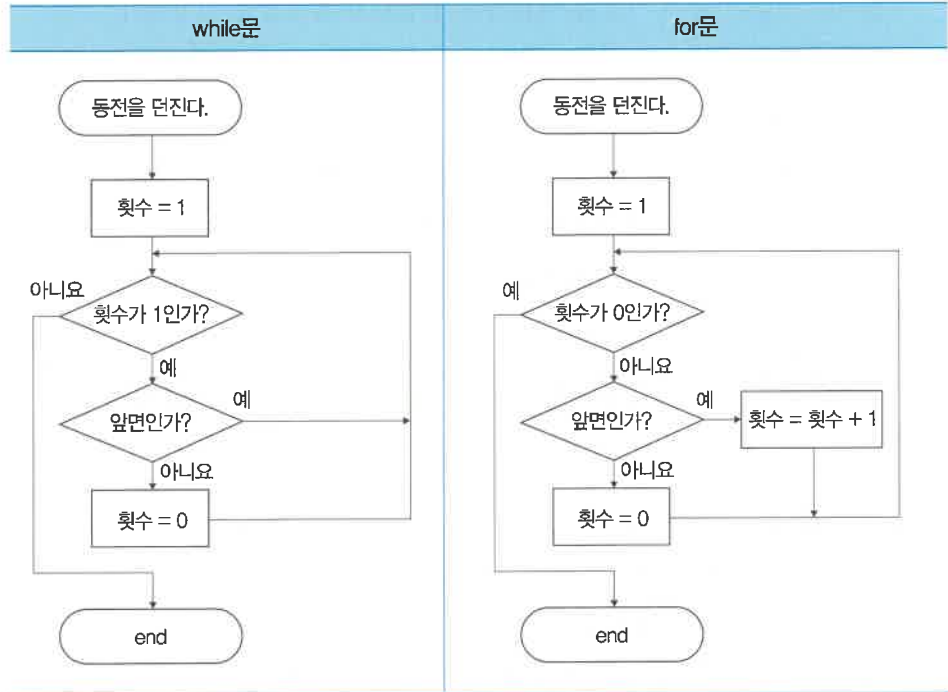 while문
동전을 던진다.
횟수 = 1
아니요
횟수가 1인가?
예
앞면인가?
예
아니요
횟수 = 0
end
for문
동전을 던진다.
횟수 = 1
예
횟수가 0인가?
아니요
앞면인가?
예
횟수 = 횟수 + 1
아니요
횟수 = 0
end